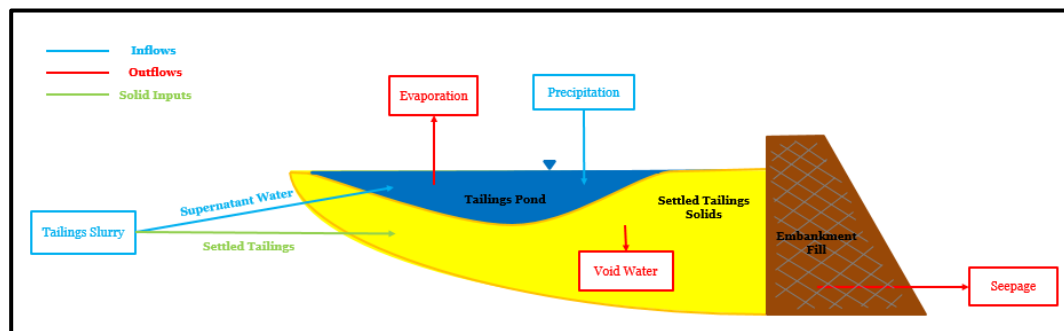 Inflows
Outflows
Solid Inputs
Evaporation
Precipitation
Supernatant Water
Tailings Pond
Settled Tailings
Solids
Tailings Slurry
Settled Tailings
Embankment
Fill
Void Water
Seepage